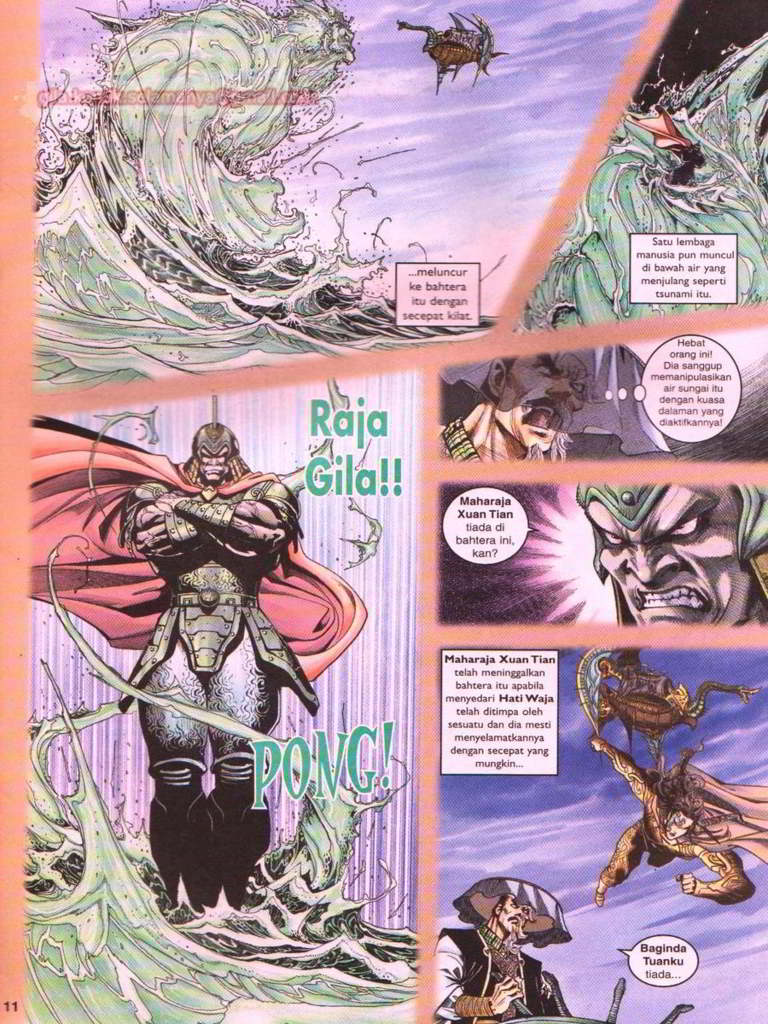 ...meluncur
ke bahtera
itu dengan
secepat kilat.
Satu lembaga
manusia pun muncul
di bawah air yang
menjulang seperti
tsunami itu.
Raja
Gila!!
PONG!
Hebat
orang ini!
Dia sanggup
memanipulasikan
air sungai itu
dengan kuasa
dalaman yang
diaktifkannya!
Maharaja
Xuan Tian
tiada di
bahtera ini,
kan?
Maharaja Xuan Tian
telah meninggalkan
bahtera itu apabila
menyedari Hati Waja
telah ditimpa oleh
sesuatu dan dia mesti
menyelamatkannya
dengan secepat yang
mungkin...
Baginda
Tuanku
tiada...
11